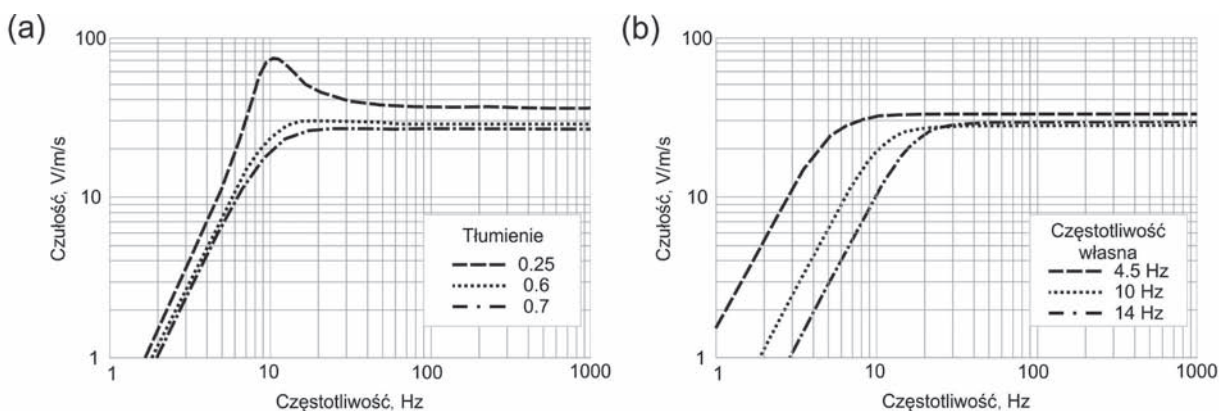 (a)
100
10
1
Czułość, V/m/s
Tłumienie
0.25
0.6
0.7
1 10 100 1000
Częstotliwość, Hz
(b)
100
10
1
Czułość, V/m/s
Częstotliwość
własna
4.5 Hz
10 Hz
14 Hz
1 10 100 1000
Częstotliwość, Hz